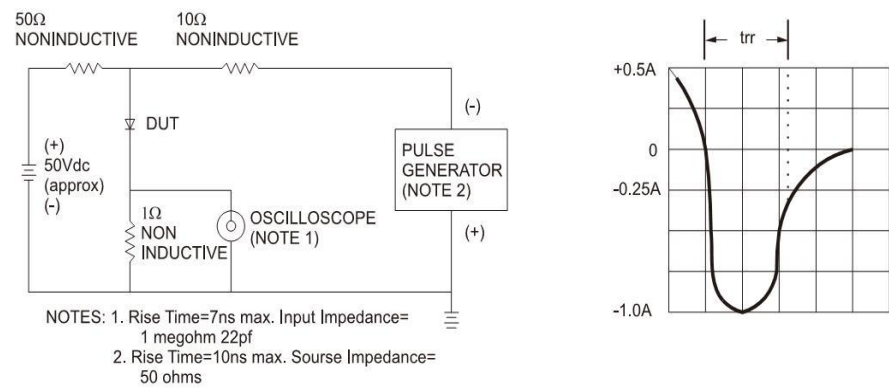 50Ω
NONINDUCTIVE
10Ω
NONINDUCTIVE
DUT
(+)
50Vdc
(approx)
(-)
1Ω
NON
INDUCTIVE
OSCILLOSCOPE
(NOTE 1)
(-)
PULSE
GENERATOR
(NOTE 2)
(+)
NOTES: 1. Rise Time=7ns max. Input Impedance=
1 megohm 22pf
2. Rise Time=10ns max. Sourse Impedance=
50 ohms
trr
+0.5A
0
-0.25A
-1.0A